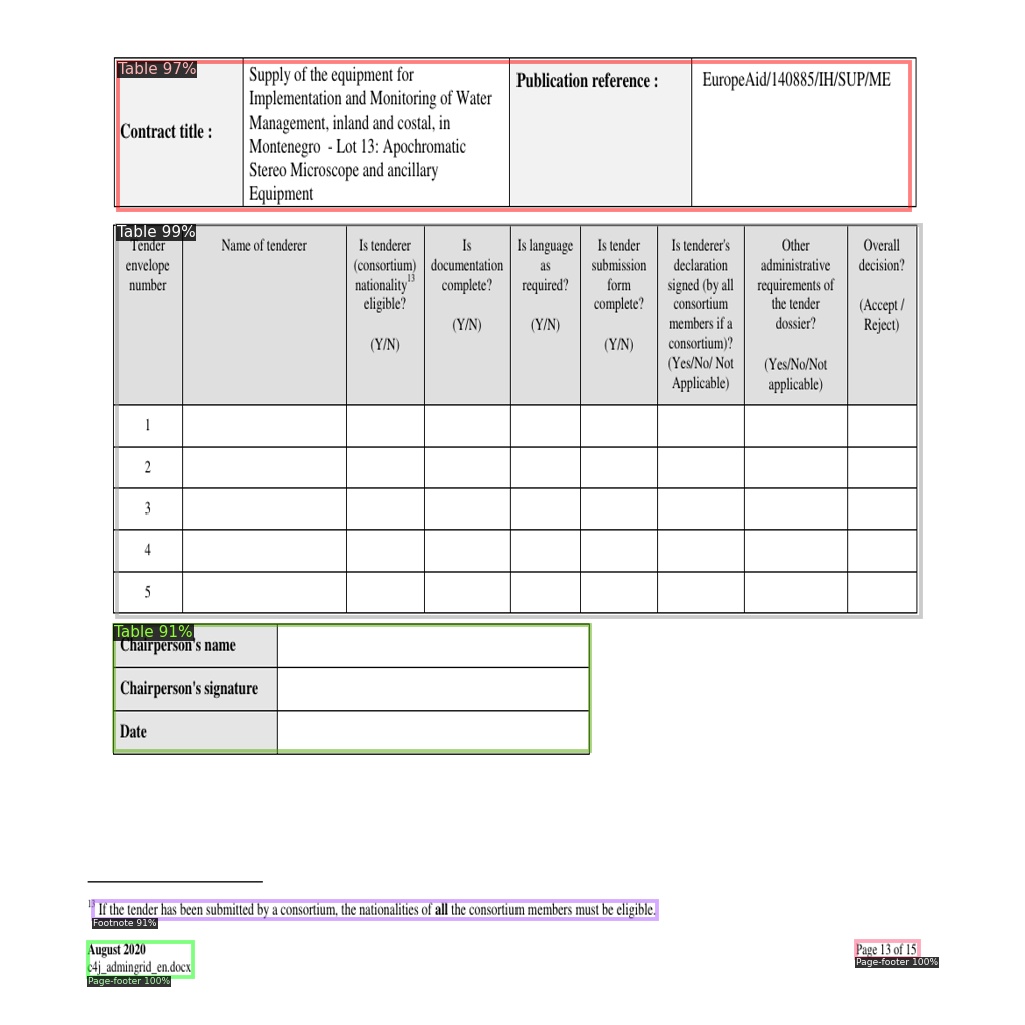 Table 97%
Contract title :
Supply of the equipment for
Implementation and Monitoring of Water
Management, inland and costal, in
Montenegro - Lot 13: Apochromatic
Stereo Microscope and ancillary
Equipment
Publication reference :
EuropeAid/140885/IH/SUP/ME
Table 99%
Tender
envelope
number
Name of tenderer
Is tenderer
(consortium)
nationality13
eligible?
(Y/N)
Is
documentation
complete?
(Y/N)
Is language
as
required?
(Y/N)
Is tender
submission
form
complete?
(Y/N)
Is tenderer's
declaration
signed (by all
consortium
members if a
consortium)?
(Yes/No/ Not
Applicable)
Other
administrative
requirements of
the tender
dossier?
(Yes/No/Not
applicable)
Overall
decision?
(Accept /
Reject)
1
2
3
4
5
Table 91%
Chairperson's name
Chairperson's signature
Date
13 If the tender has been submitted by a consortium, the nationalities of all the consortium members must be eligible.
Footnote 91%
August 2020
c4j_admingrid_en.docx
Page-footer 100%
Page 13 of 15
Page-footer 100%